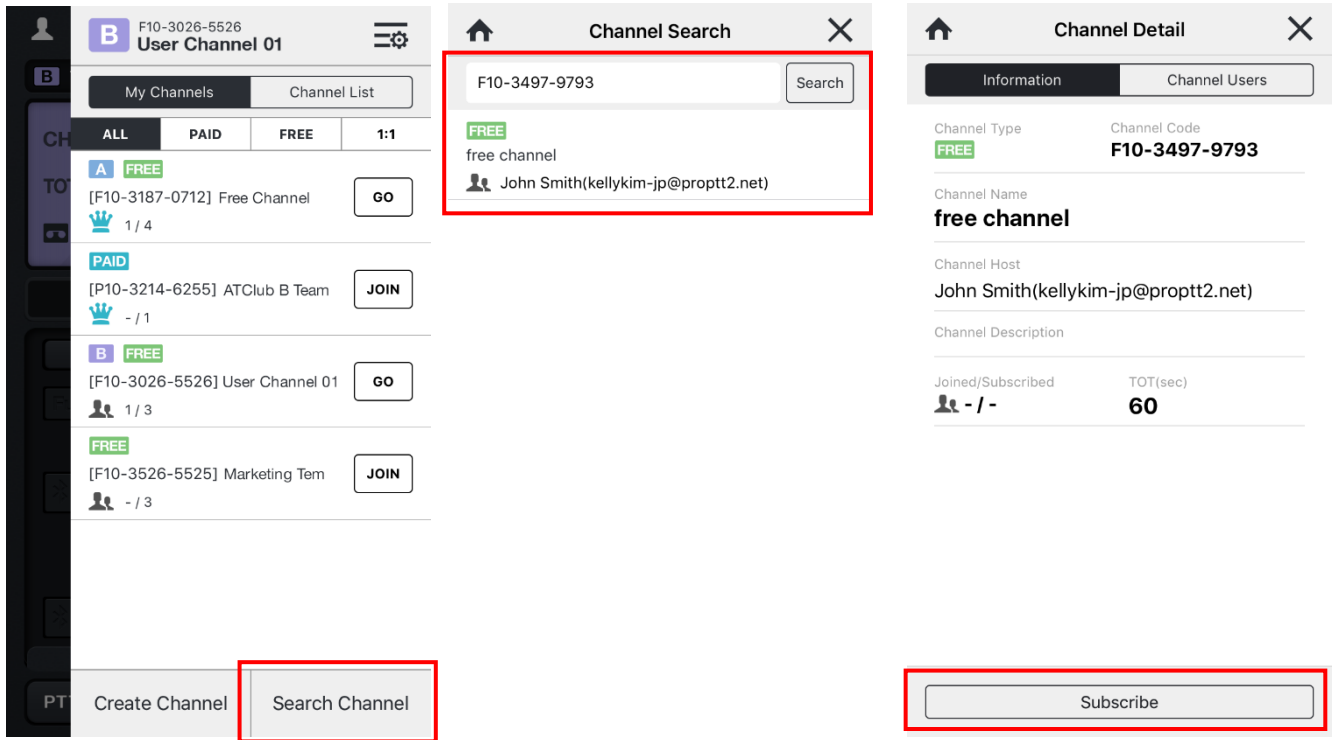 B
CH
TO
PT
B
F10-3026-5526
User Channel 01
My Channels
Channel List
ALL
PAID
FREE
1:1
A FREE
[F10-3187-0712] Free Channel
GO
1 / 4
PAID
[P10-3214-6255] ATClub B Team
JOIN
- / 1
B FREE
[F10-3026-5526] User Channel 01
GO
1 / 3
FREE
[F10-3526-5525] Marketing Tem
JOIN
- / 3
Create Channel
Search Channel
Channel Search
F10-3497-9793
Search
FREE
free channel
John Smith(kellykim-jp@proptt2.net)
Channel Detail
Information
Channel Users
Channel Type
Channel Code
FREE
F10-3497-9793
Channel Name
free channel
Channel Host
John Smith(kellykim-jp@proptt2.net)
Channel Description
Joined/Subscribed
TOT(sec)
- / -
60
Subscribe